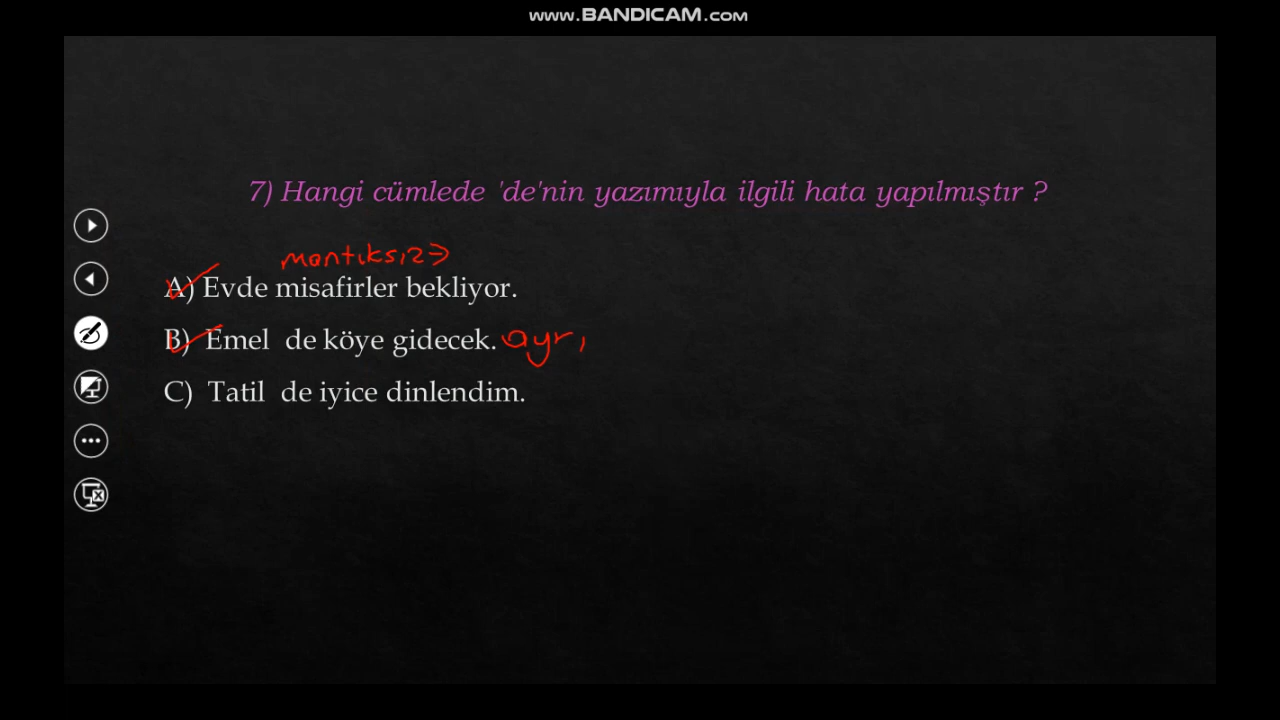 www.BANDICAM.com
7) Hangi cümlede 'de'nin yazımıyla ilgili hata yapılmıştır ?
mantıksız⇒
A) Evde misafirler bekliyor.
B) Emel de köye gidecek. ayrı
C) Tatil de iyice dinlendim.